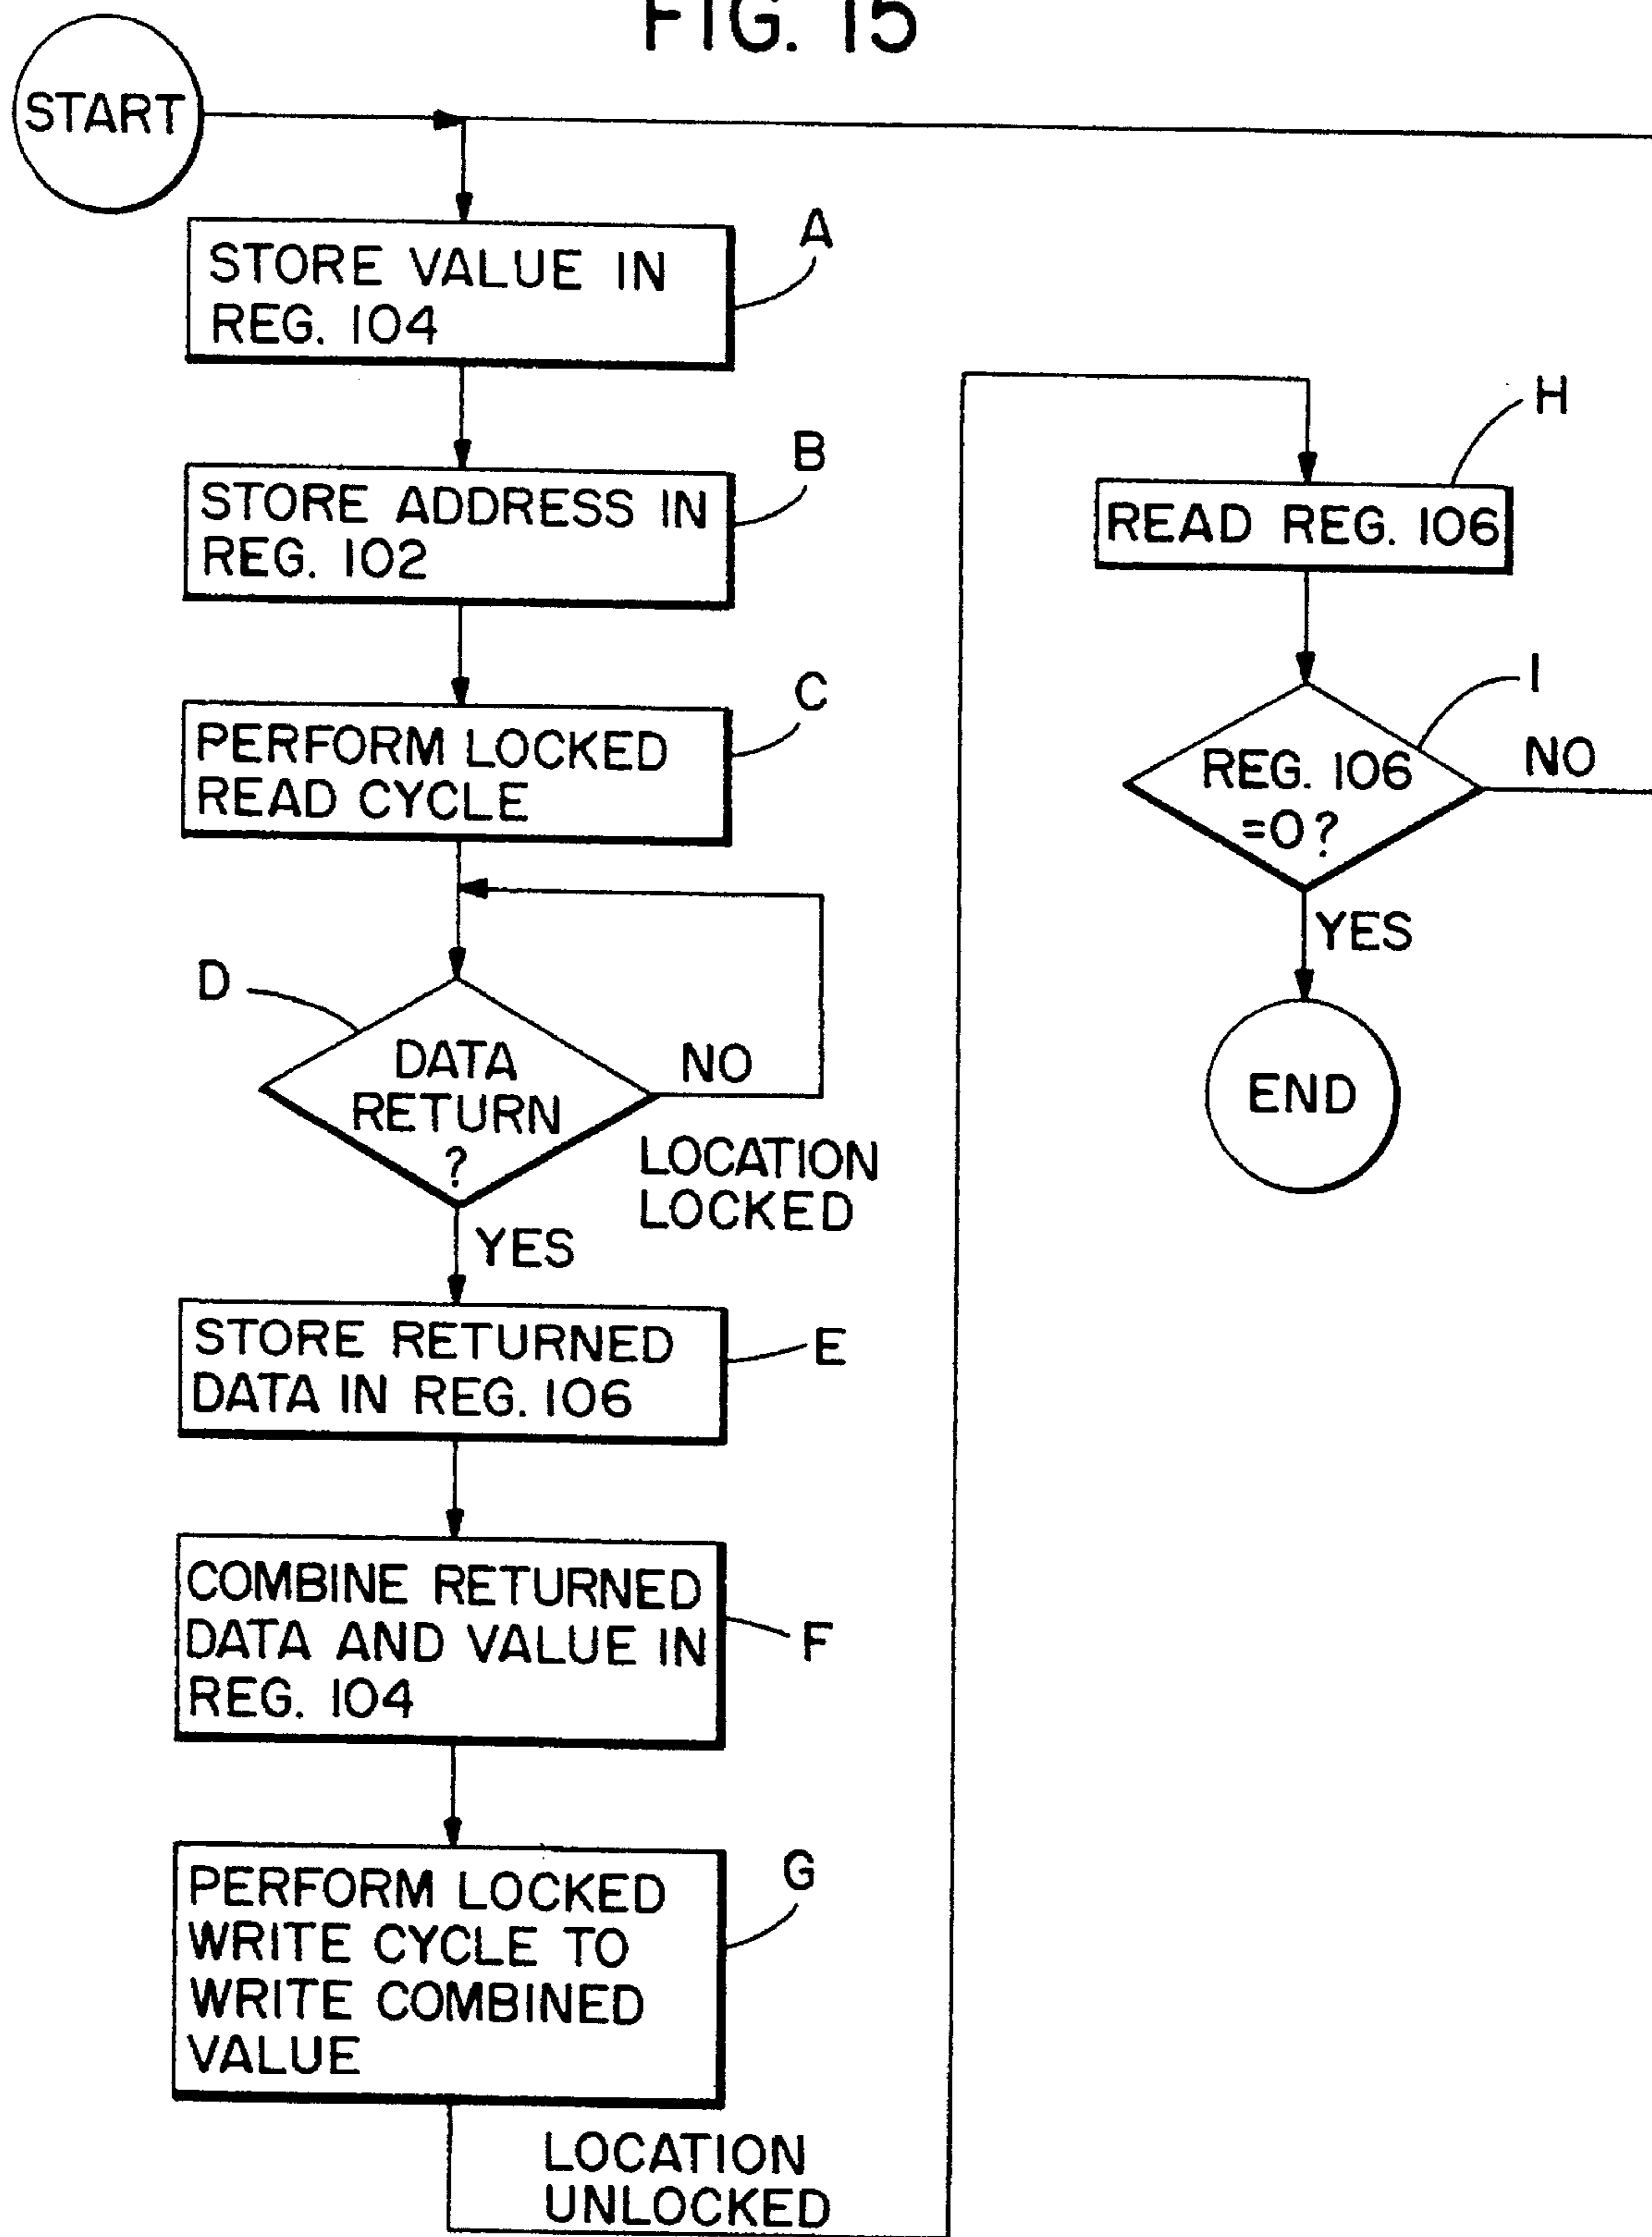 FIG. 15
START
A
STORE VALUE IN
REG. 104
B
STORE ADDRESS IN
REG. 102
C
PERFORM LOCKED
READ CYCLE
D
DATA
RETURN
?
NO
LOCATION
LOCKED
YES
STORE RETURNED
DATA IN REG. 106
E
COMBINE RETURNED
DATA AND VALUE IN
REG. 104
F
PERFORM LOCKED
WRITE CYCLE TO
WRITE COMBINED
VALUE
G
LOCATION
UNLOCKED
H
READ REG. 106
I
REG. 106
=0?
NO
YES
END